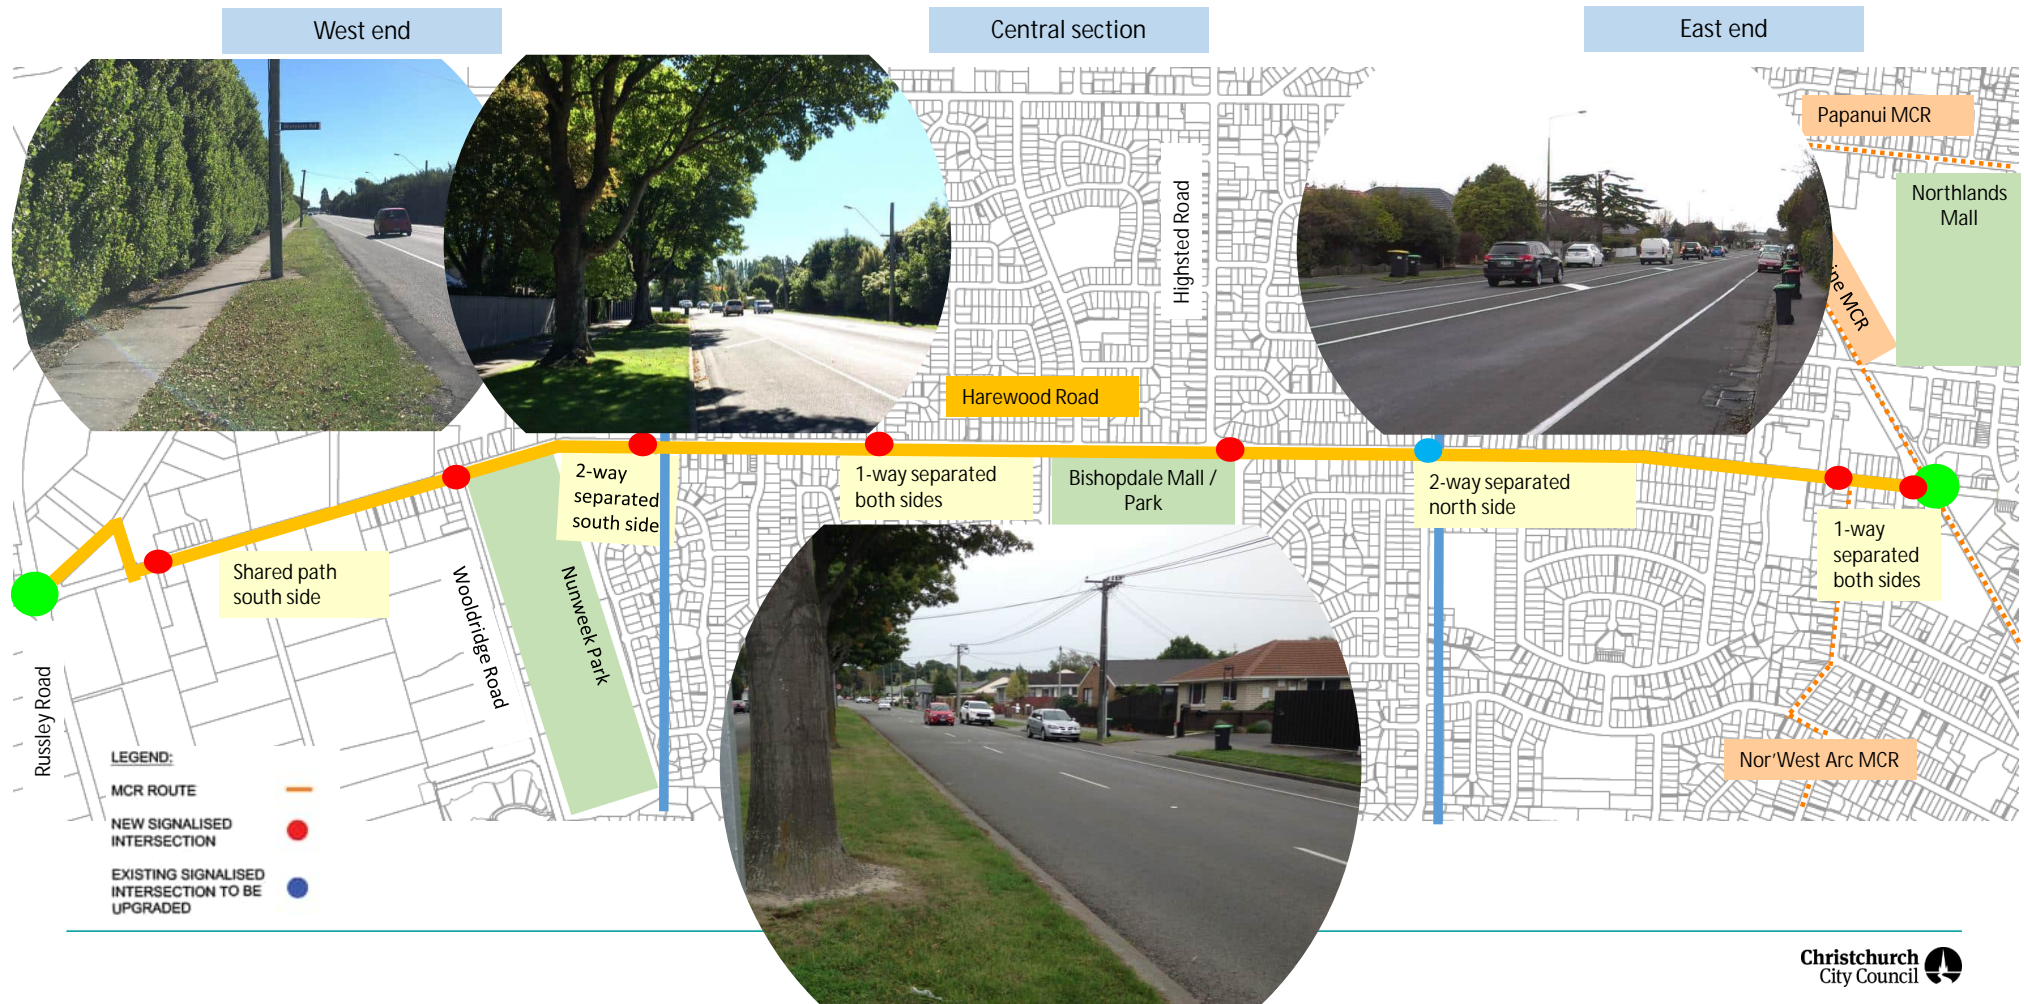 West end
Central section
East end
Papanui MCR
Northlands
Mall
Highsted Road
ine MCR
Harewood Road
2-way
separated
south side
1-way separated
both sides
Bishopdale Mall /
Park
2-way separated
north side
1-way
separated
both sides
Shared path
south side
Wooldridge Road
Nunweek Park
Russley Road
Nor'West Arc MCR
LEGEND:
MCR ROUTE
NEW SIGNALISED
INTERSECTION
EXISTING SIGNALISED
INTERSECTION TO BE
UPGRADED
Christchurch
City Council